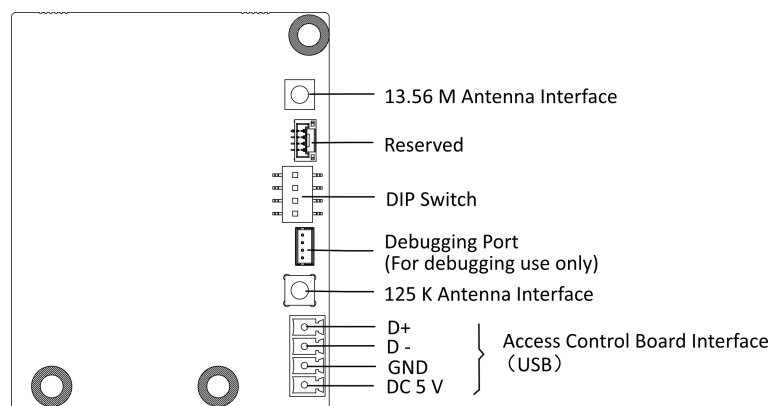 13.56 M Antenna Interface
Reserved
DIP Switch
Debugging Port
(For debugging use only)
125 K Antenna Interface
D+
D -
GND
DC 5 V
Access Control Board Interface
（USB）